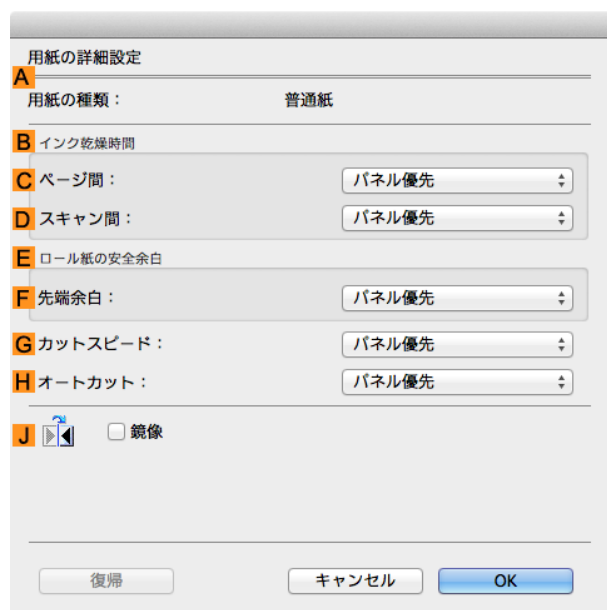 用紙の詳細設定
A
用紙の種類： 普通紙
B インク乾燥時間
C ページ間： パネル優先
D スキャン間： パネル優先
E ロール紙の安全余白
F 先端余白： パネル優先
G カットスピード： パネル優先
H オートカット： パネル優先
J 鏡像
復帰 キャンセル OK